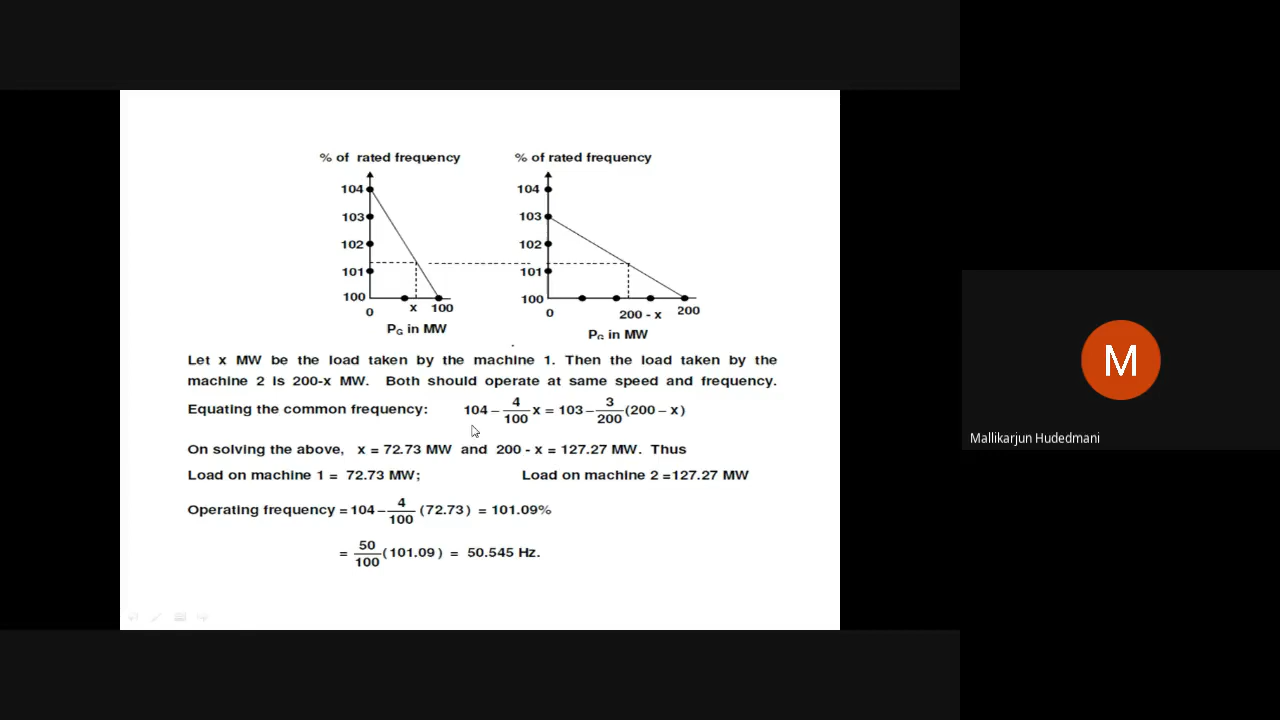 % of rated frequency
% of rated frequency
104
103
102
101
100
0
x 100
P_G in MW
104
103
102
101
100
0
200 - x 200
P_G in MW
Let x MW be the load taken by the machine 1. Then the load taken by the
machine 2 is 200-x MW. Both should operate at same speed and frequency.
Equating the common frequency: 104 – 4/100 x = 103 – 3/200 (200 – x)
On solving the above, x = 72.73 MW and 200 - x = 127.27 MW. Thus
Load on machine 1 = 72.73 MW; Load on machine 2 =127.27 MW
Operating frequency = 104 – 4/100 (72.73) = 101.09%
= 50/100 (101.09) = 50.545 Hz.
M
Mallikarjun Hudedmani